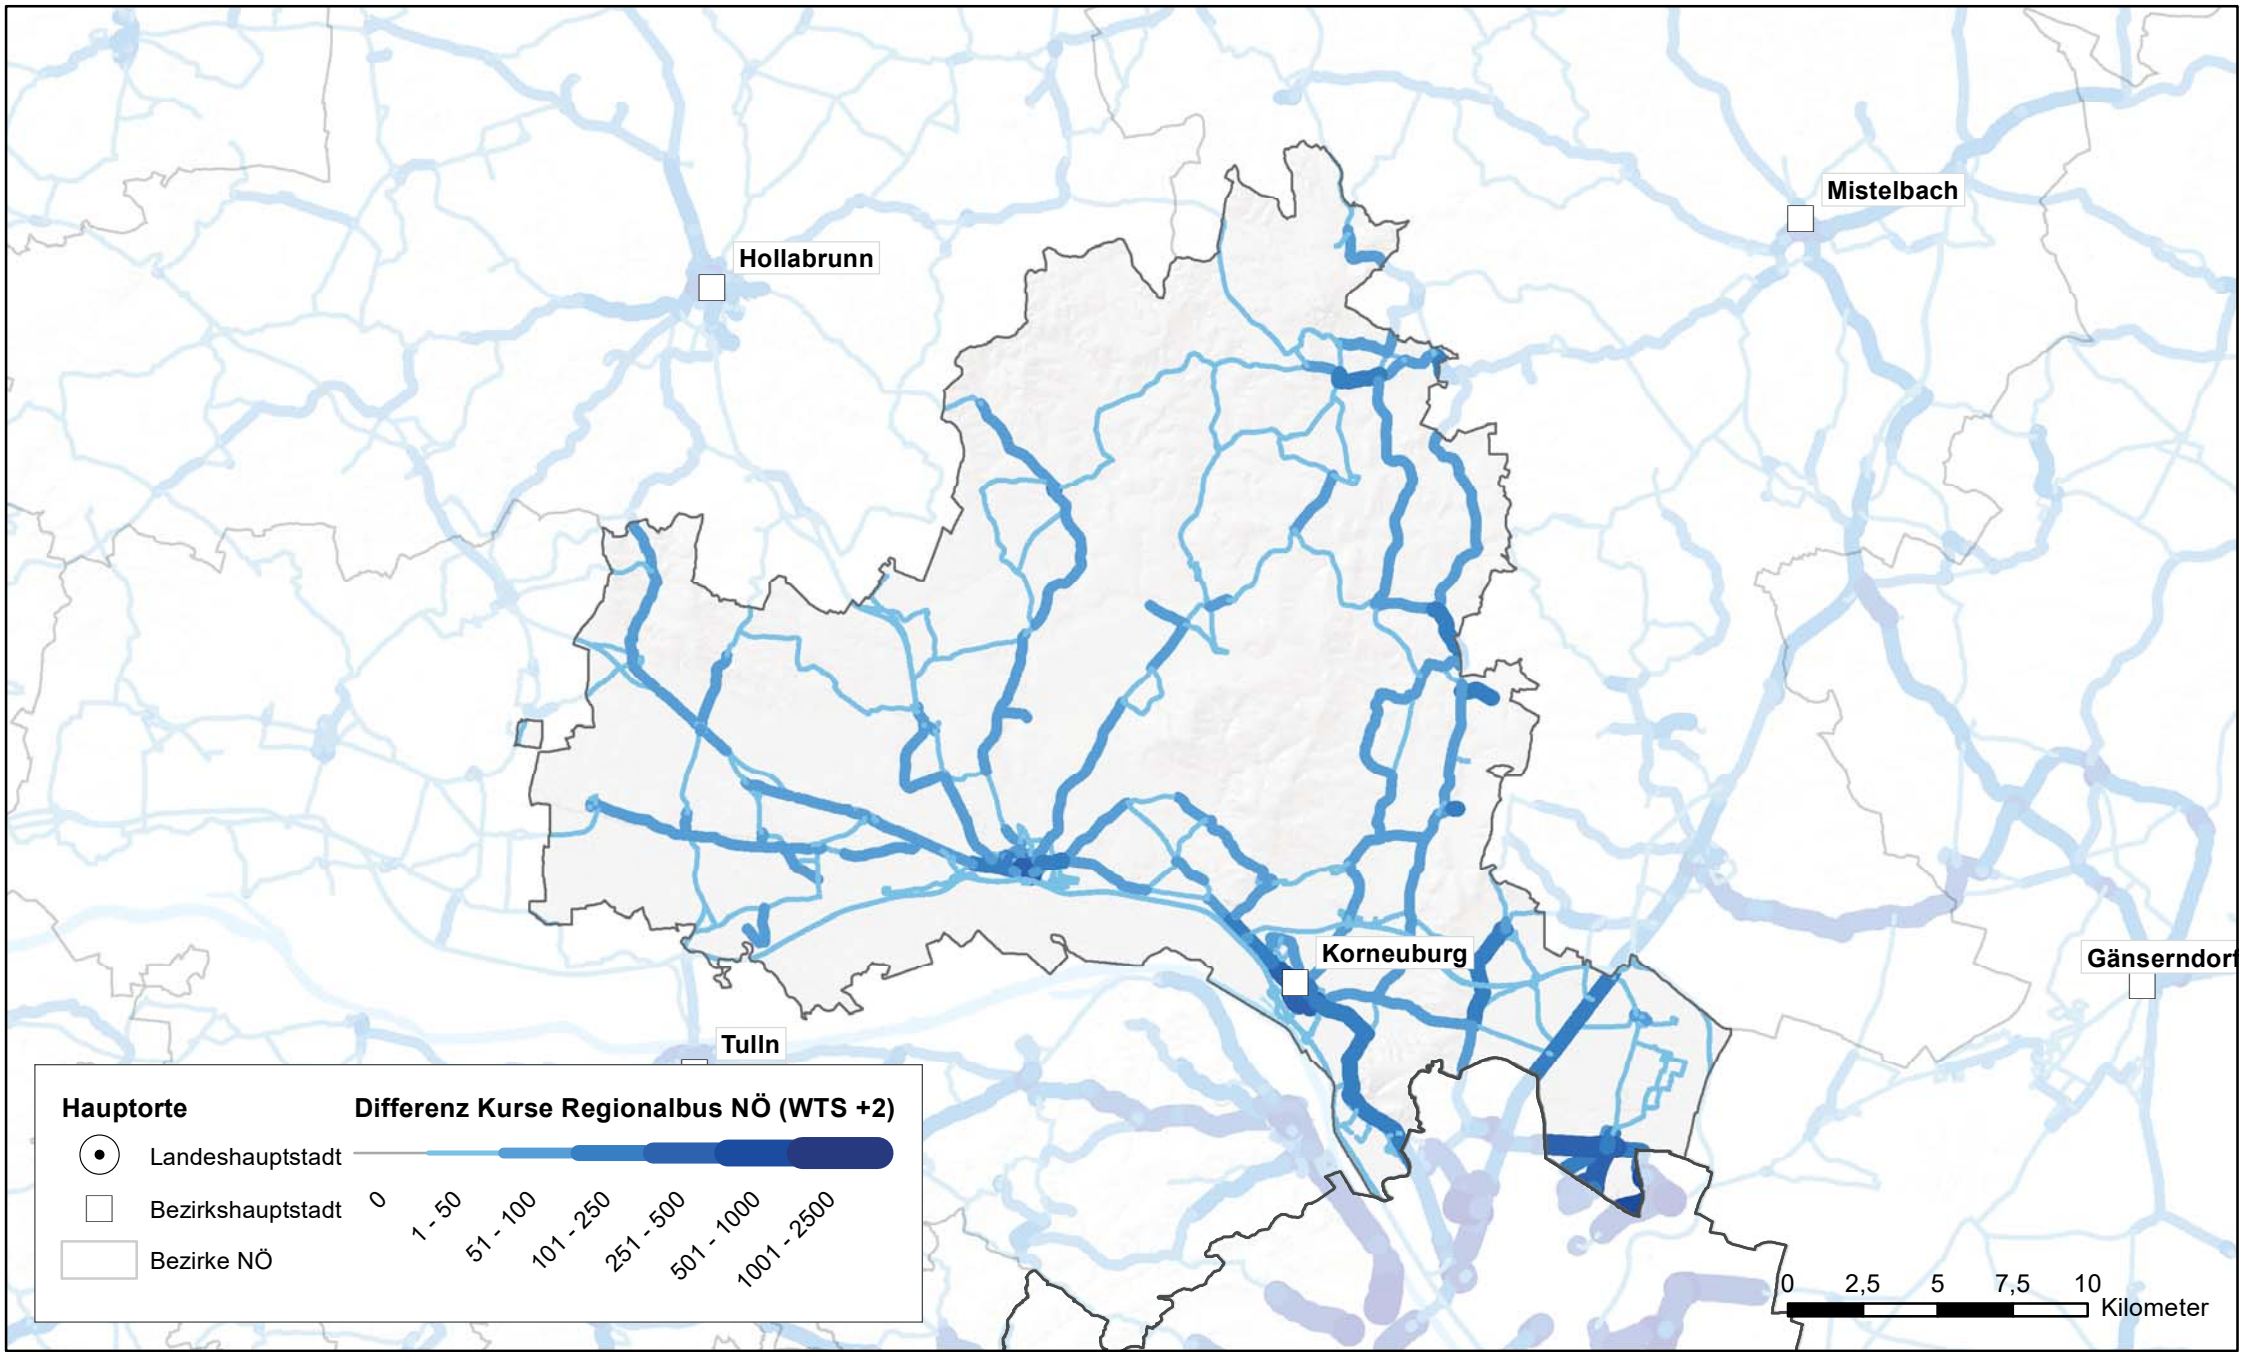 Mistelbach
Hollabrunn
Korneuburg
Gänserndorf
Tulln
Hauptorte
Landeshauptstadt
Bezirkshauptstadt
Bezirke NÖ
Differenz Kurse Regionalbus NÖ (WTS +2)
0
1 - 50
51 - 100
101 - 250
251 - 500
501 - 1000
1001 - 2500
0 2,5 5 7,5 10
Kilometer